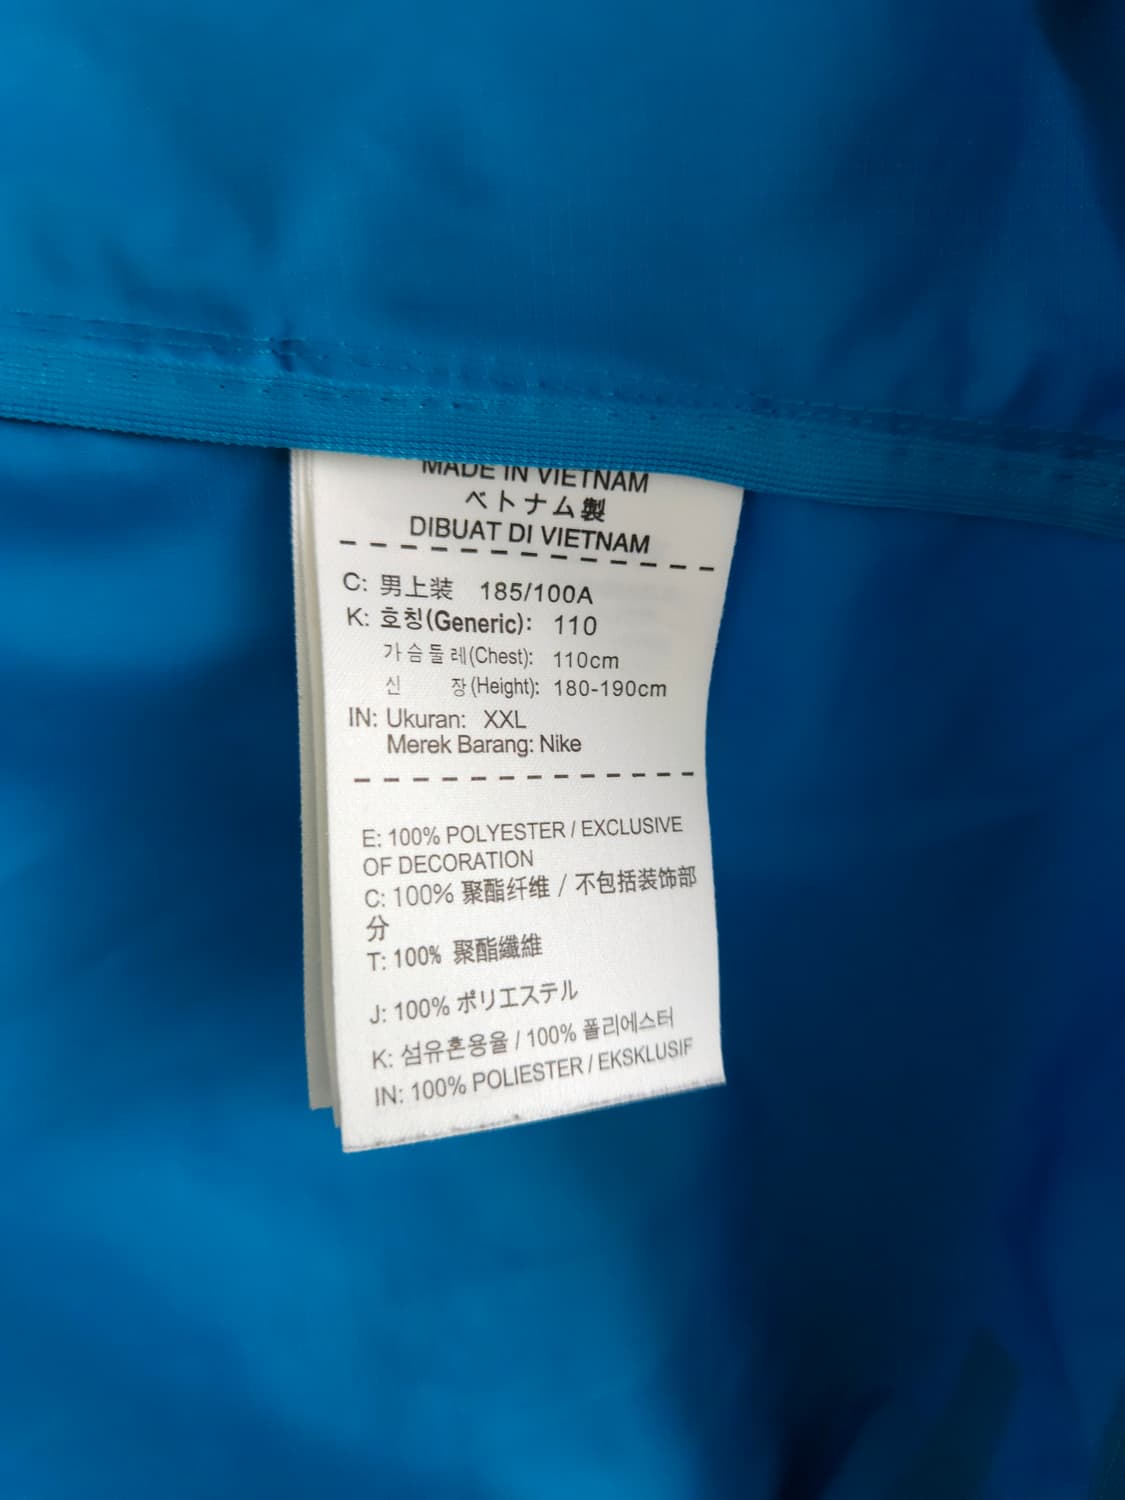 MADE IN VIETNAM
ベトナム製
DIBUAT DI VIETNAM
C: 男上装 185/100A
K: 호칭(Generic): 110
가슴둘레(Chest): 110cm
신 장(Height): 180-190cm
IN: Ukuran: XXL
Merek Barang: Nike
E: 100% POLYESTER / EXCLUSIVE
OF DECORATION
C: 100% 聚酯纤维 / 不包括装饰部
分
T: 100% 聚酯纖維
J: 100% ポリエステル
K: 섬유혼용율 / 100% 폴리에스터
IN: 100% POLIESTER / EKSKLUSIF